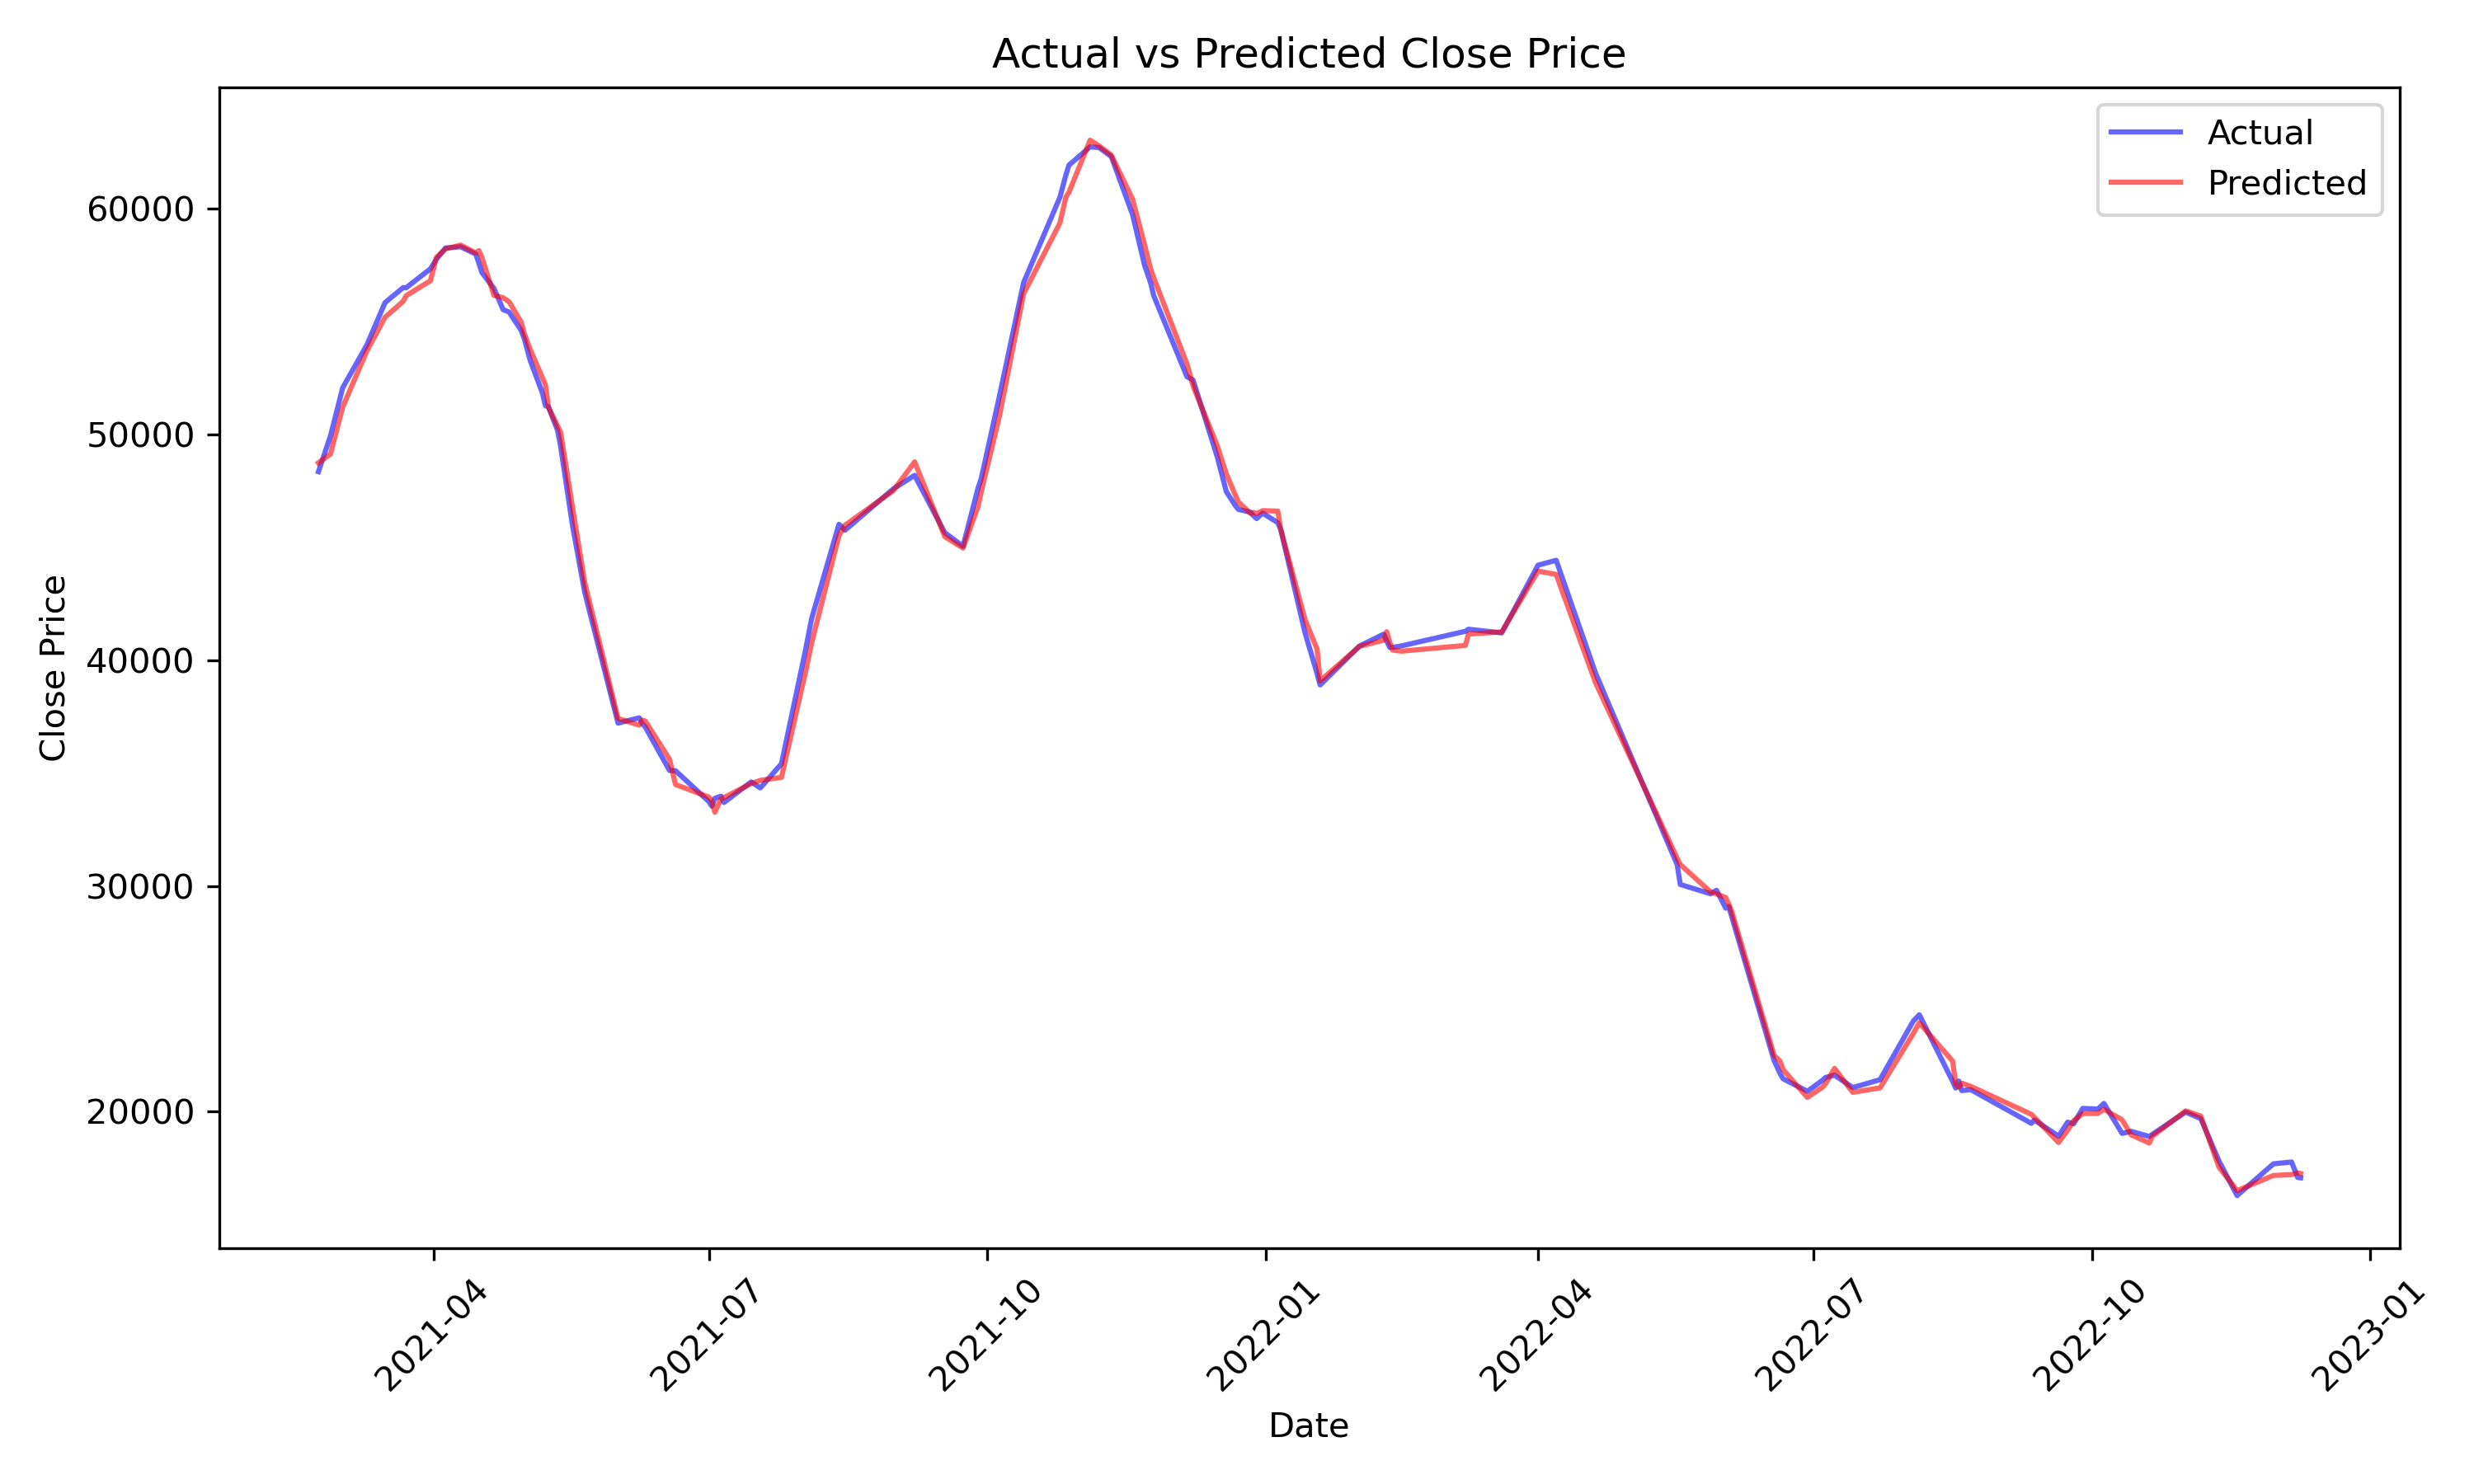 Actual vs Predicted Close Price
Actual
Predicted
Close Price
60000
50000
40000
30000
20000
2021-04
2021-07
2021-10
2022-01
2022-04
2022-07
2022-10
2023-01
Date